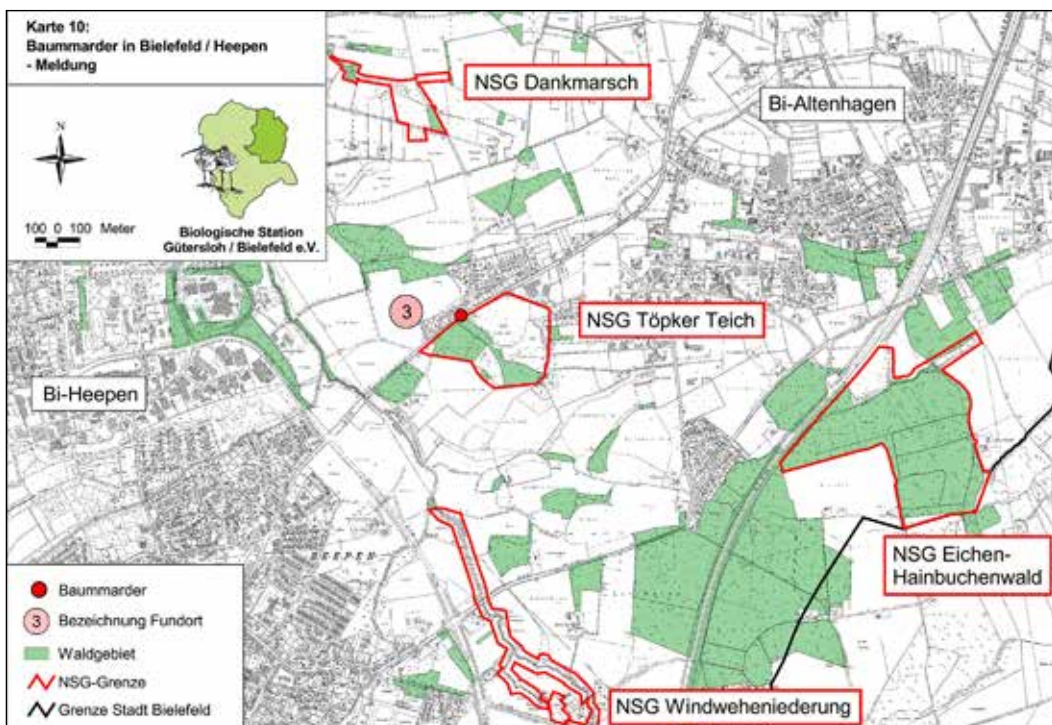 Karte 10:
Baummarder in Bielefeld / Heepen
- Meldung
N
100 0 100 Meter
Biologische Station
Gütersloh / Bielefeld e.V.
NSG Dankmarsch
Bi-Altenhagen
3
NSG Töpker Teich
Bi-Heepen
HEEPEN
NSG Eichen-
Hainbuchenwald
NSG Windweheniederung
Baummarder
3 Bezeichnung Fundort
Waldgebiet
NSG-Grenze
Grenze Stadt Bielefeld